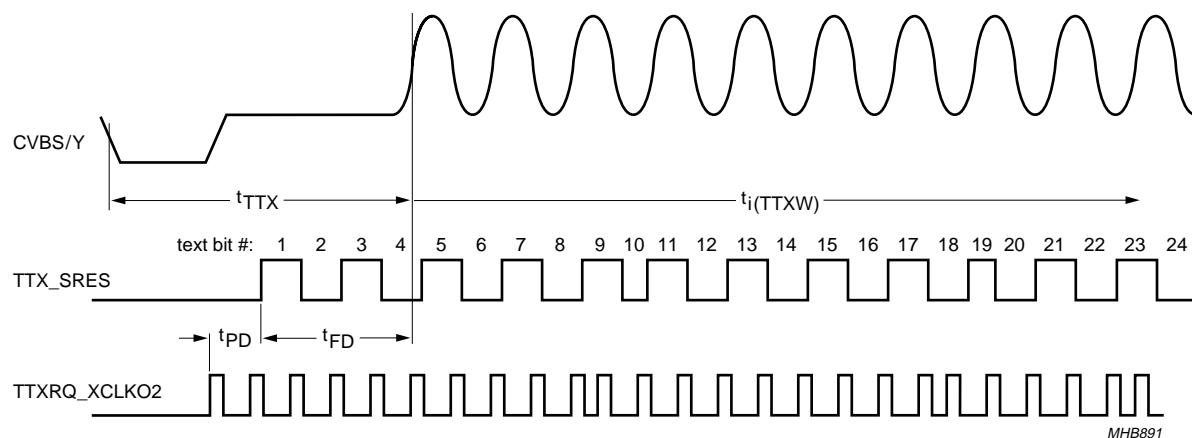 CVBS/Y
tTTX
ti(TTXW)
text bit #: 1 2 3 4 5 6 7 8 9 10 11 12 13 14 15 16 17 18 19 20 21 22 23 24
TTX_SRES
tPD
tFD
TTXRQ_XCLKO2
MHB891